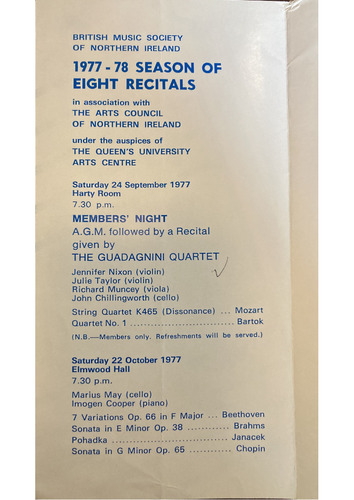 BRITISH MUSIC SOCIETY
OF NORTHERN IRELAND
1977-78 SEASON OF
EIGHT RECITALS
in association with
THE ARTS COUNCIL
OF NORTHERN IRELAND
under the auspices of
THE QUEEN'S UNIVERSITY
ARTS CENTRE
Saturday 24 September 1977
Harty Room
7.30 p.m.
MEMBERS' NIGHT
A.G.M. followed by a Recital
given by
THE GUADAGNINI QUARTET
Jennifer Nixon (violin)
Julie Taylor (violin)
Richard Muncey (viola)
John Chillingworth (cello)
String Quartet K465 (Dissonance) ... Mozart
Quartet No. 1 ........................... Bartok
(N.B.—Members only. Refreshments will be served.)
Saturday 22 October 1977
Elmwood Hall
7.30 p.m.
Marius May (cello)
Imogen Cooper (piano)
7 Variations Op. 66 in F Major ... Beethoven
Sonata in E Minor Op. 38 ............ Brahms
Pohadka .............................. Janacek
Sonata in G Minor Op. 65 ............ Chopin